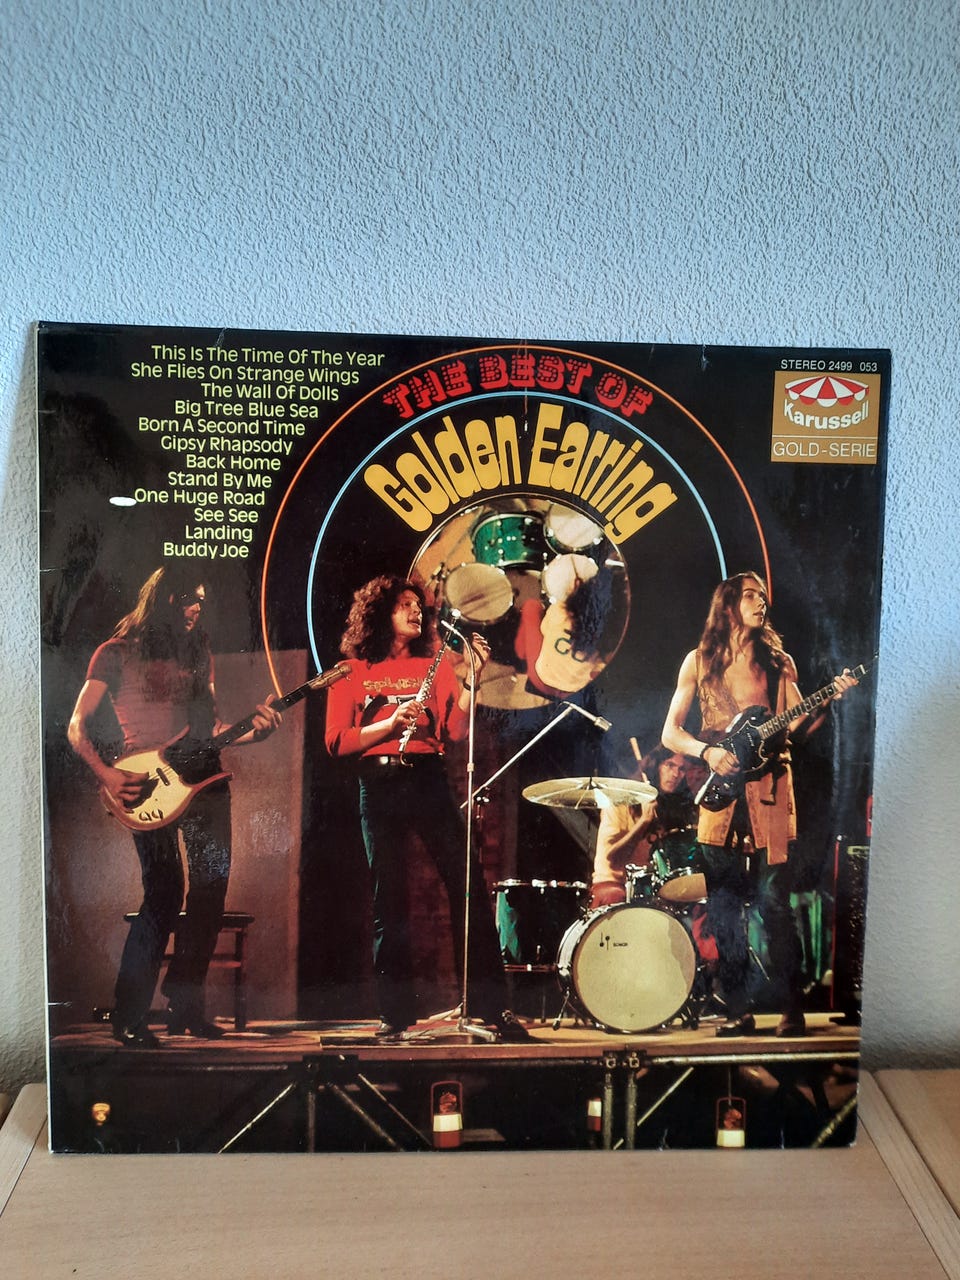 This Is The Time Of The Year
She Flies On Strange Wings
The Wall Of Dolls
Big Tree Blue Sea
Born A Second Time
Gipsy Rhapsody
Back Home
Stand By Me
One Huge Road
See See
Landing
Buddy Joe
THE BEST OF
Golden Earring
STEREO 2499 053
Karussell
GOLD-SERIE
SPLASH
SONOR